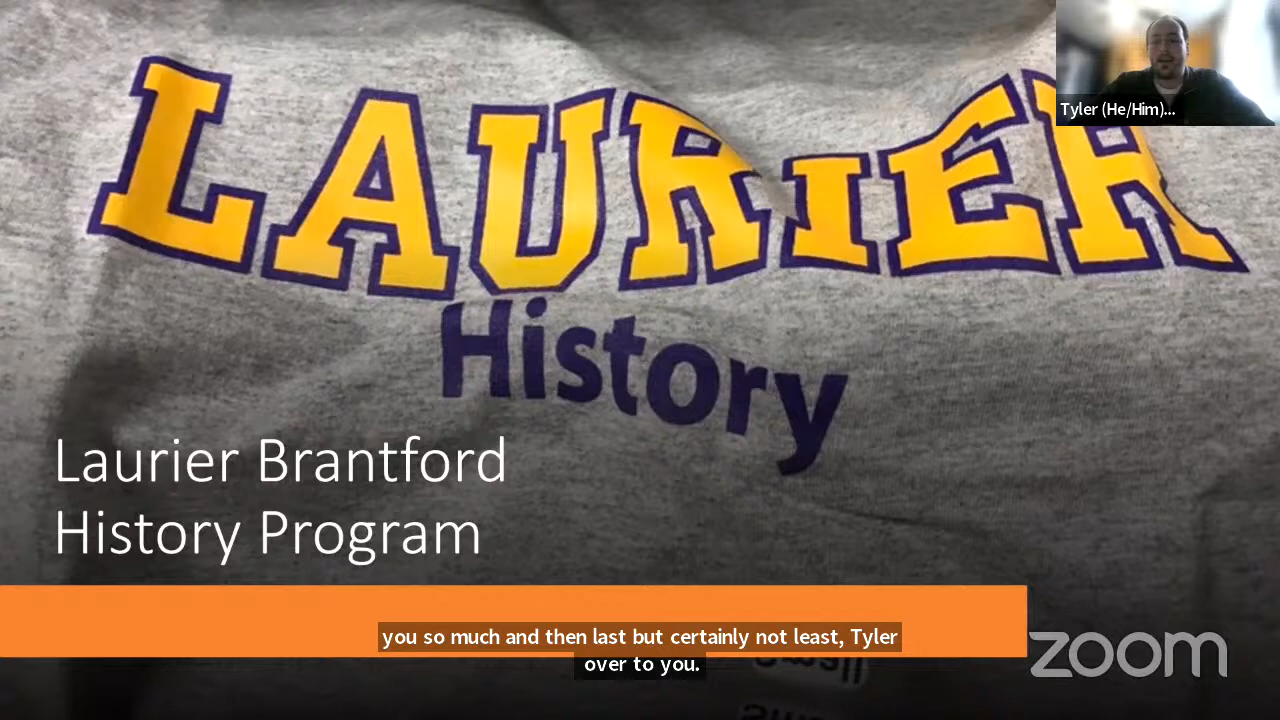 LAURIER
History
Tyler (He/Him)...
Laurier Brantford
History Program
you so much and then last but certainly not least, Tyler
over to you.
zoom